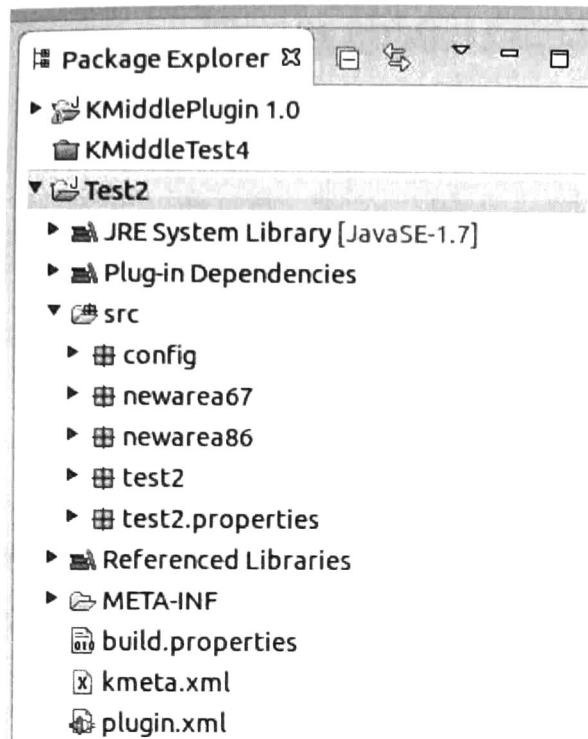 Package Explorer
KMiddlePlugin 1.0
KMiddleTest4
Test2
JRE System Library [JavaSE-1.7]
Plug-in Dependencies
src
config
newarea67
newarea86
test2
test2.properties
Referenced Libraries
META-INF
build.properties
kmeta.xml
plugin.xml